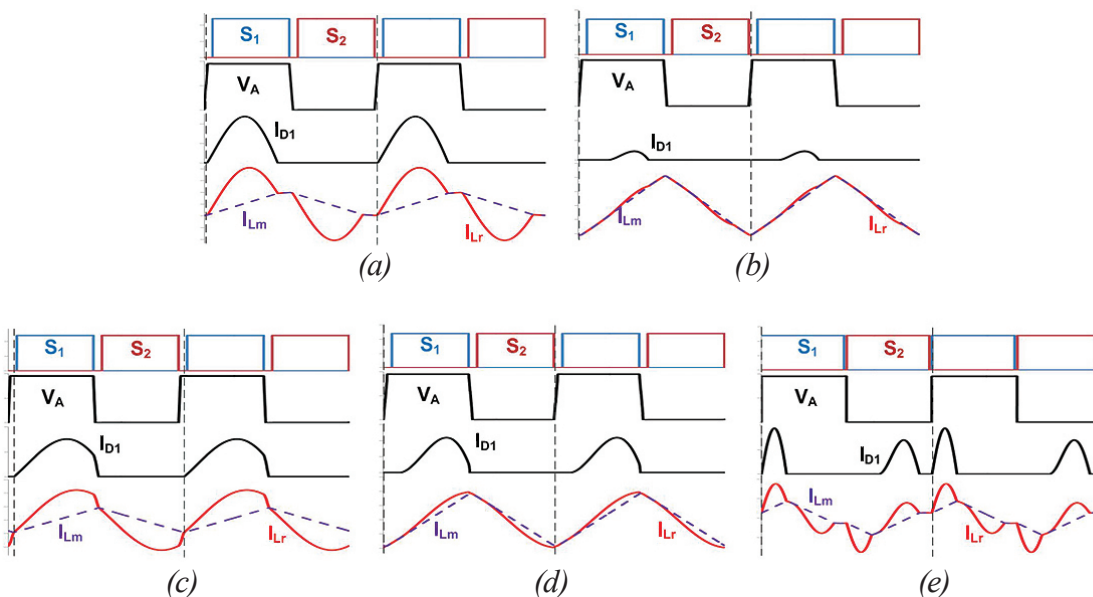 S1 S2
VA
ID1
ILm ILr
(a)
S1 S2
VA
ID1
ILm ILr
(b)
S1 S2
VA
ID1
ILm ILr
(c)
S1 S2
VA
ID1
ILm ILr
(d)
S1 S2
VA
ID1
ILm
ILr
(e)